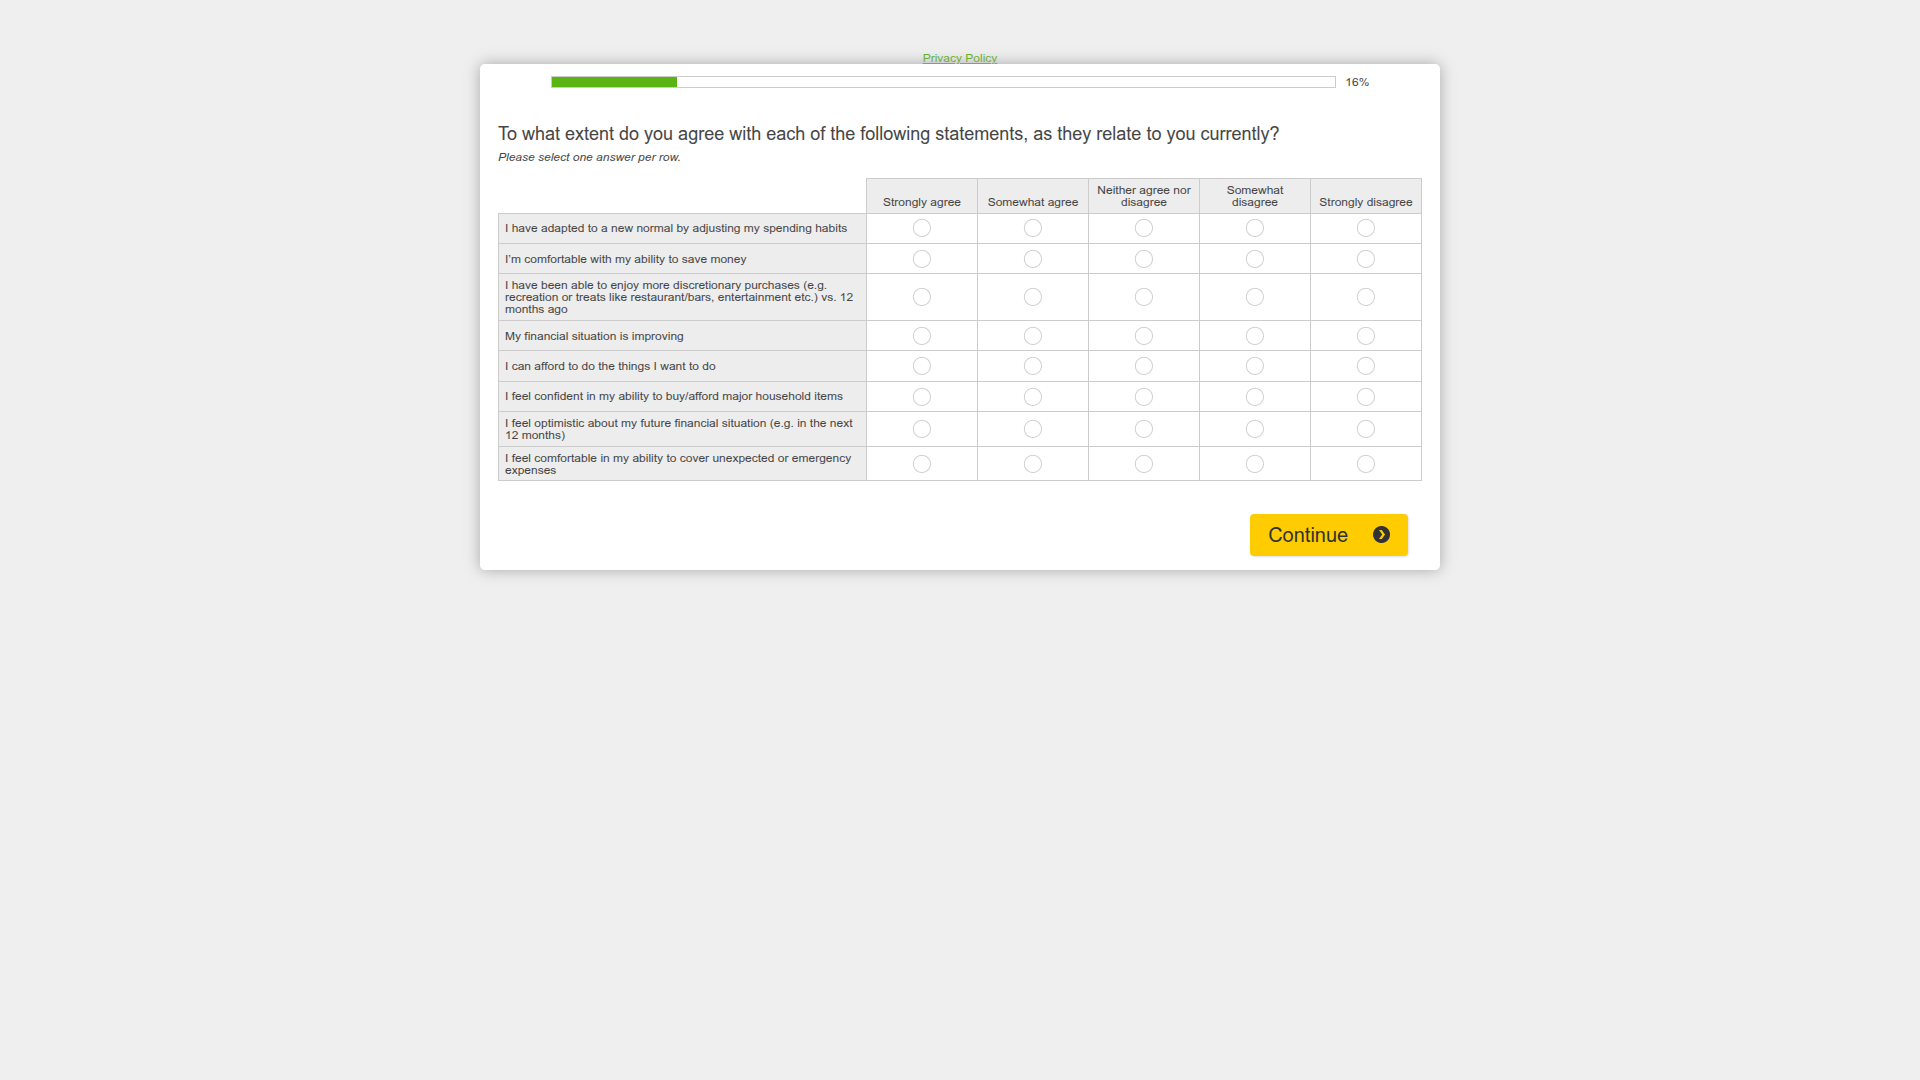 Privacy Policy
16%
To what extent do you agree with each of the following statements, as they relate to you currently?
Please select one answer per row.
Strongly agree
Somewhat agree
Neither agree nor
disagree
Somewhat
disagree
Strongly disagree
I have adapted to a new normal by adjusting my spending habits
I'm comfortable with my ability to save money
I have been able to enjoy more discretionary purchases (e.g.
recreation or treats like restaurant/bars, entertainment etc.) vs. 12
months ago
My financial situation is improving
I can afford to do the things I want to do
I feel confident in my ability to buy/afford major household items
I feel optimistic about my future financial situation (e.g. in the next
12 months)
I feel comfortable in my ability to cover unexpected or emergency
expenses
Continue